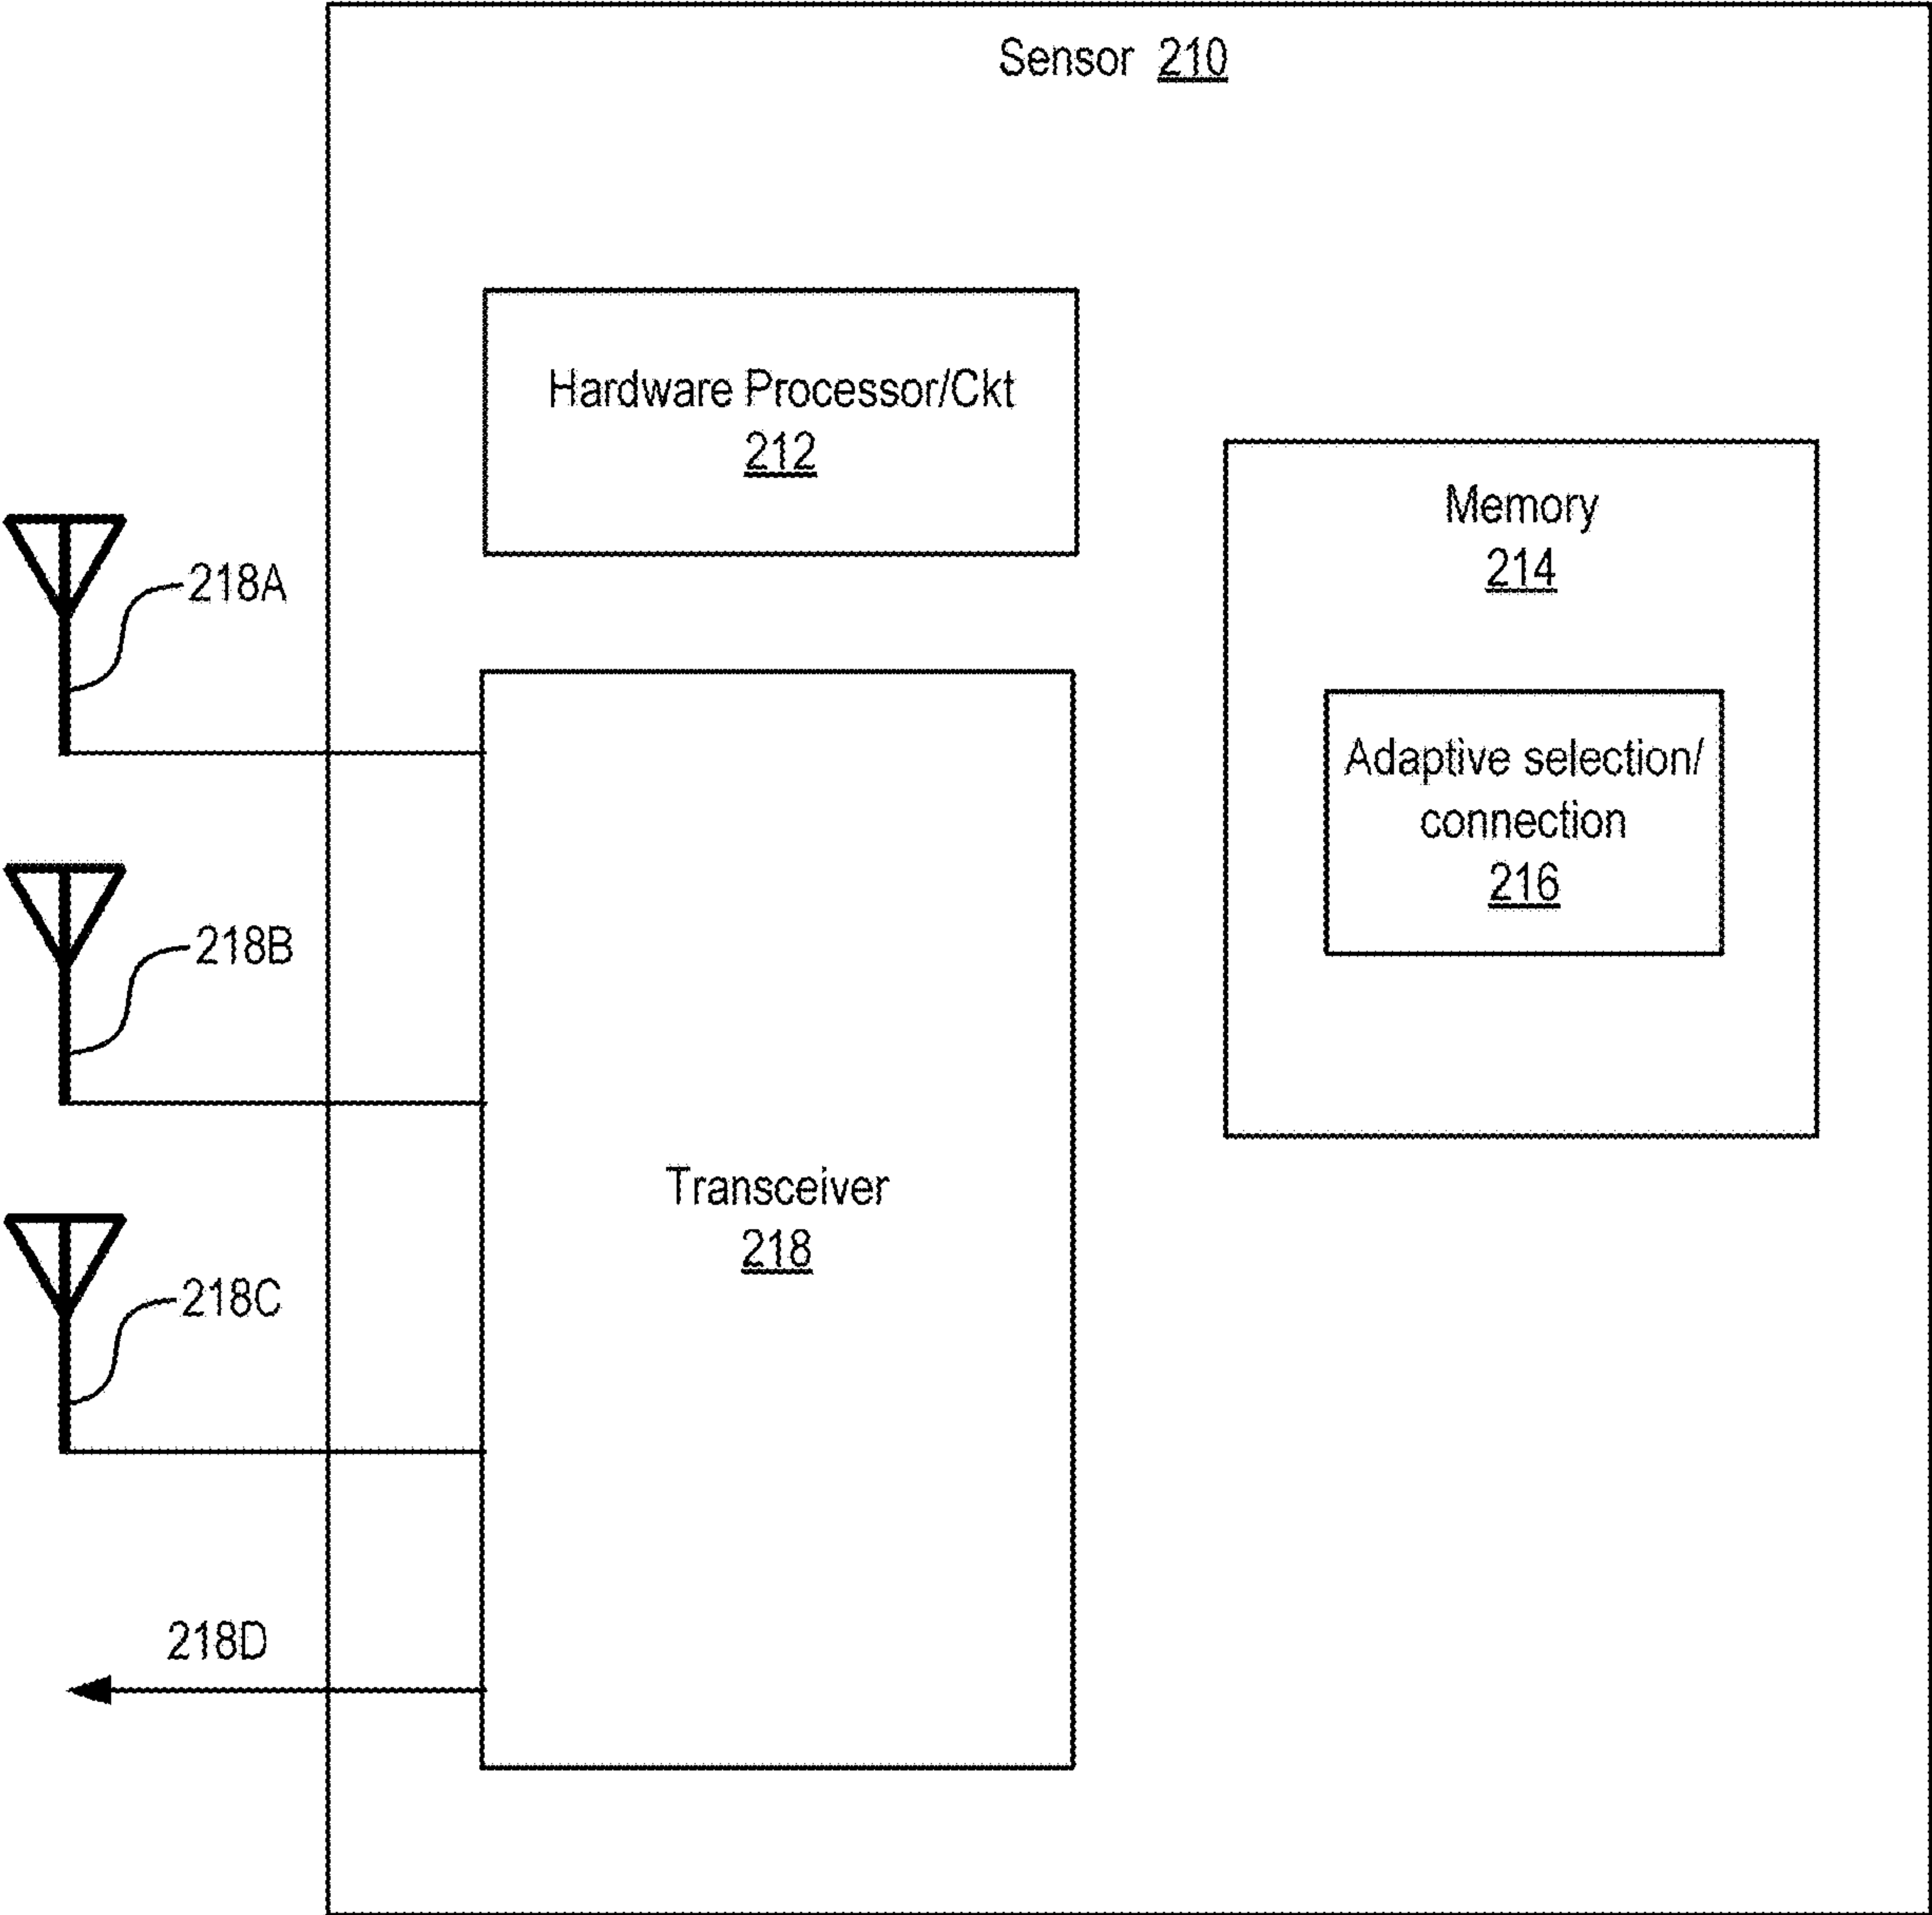 Sensor 210
Hardware Processor/Ckt
212
Memory
214
218A
Adaptive selection/
connection
216
218B
Transceiver
218
218C
218D